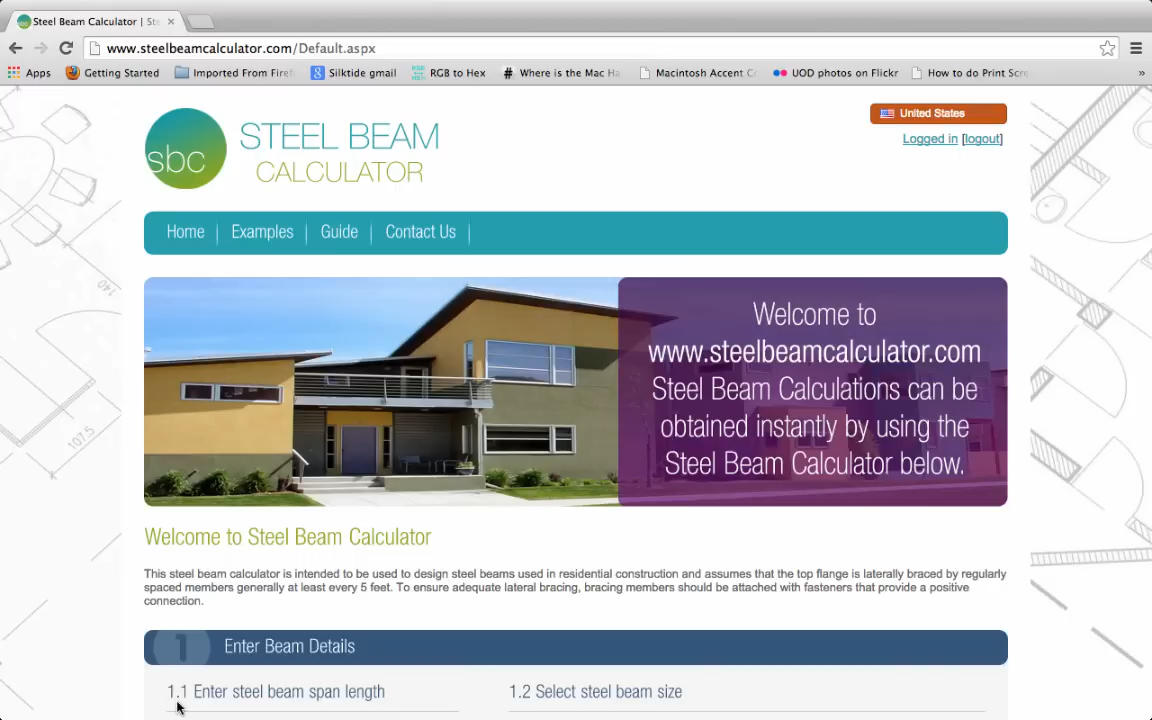 Steel Beam Calculator | Ste
www.steelbeamcalculator.com/Default.aspx
Apps Getting Started Imported From Firef Silktide gmail RGB to Hex # Where is the Mac Ha Macintosh Accent Co UOD photos on Flickr How to do Print Scre »
United States
Logged in [logout]
sbc
STEEL BEAM
CALCULATOR
Home Examples Guide Contact Us
Welcome to
www.steelbeamcalculator.com
Steel Beam Calculations can be
obtained instantly by using the
Steel Beam Calculator below.
140
107.5
Welcome to Steel Beam Calculator
This steel beam calculator is intended to be used to design steel beams used in residential construction and assumes that the top flange is laterally braced by regularly
spaced members generally at least every 5 feet. To ensure adequate lateral bracing, bracing members should be attached with fasteners that provide a positive
connection.
1 Enter Beam Details
1.1 Enter steel beam span length
1.2 Select steel beam size